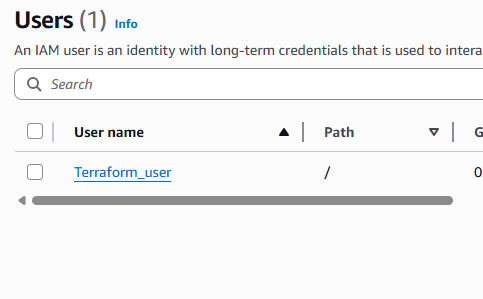 Users (1) Info
An IAM user is an identity with long-term credentials that is used to intera
Search
User name Path G
Terraform_user / 0